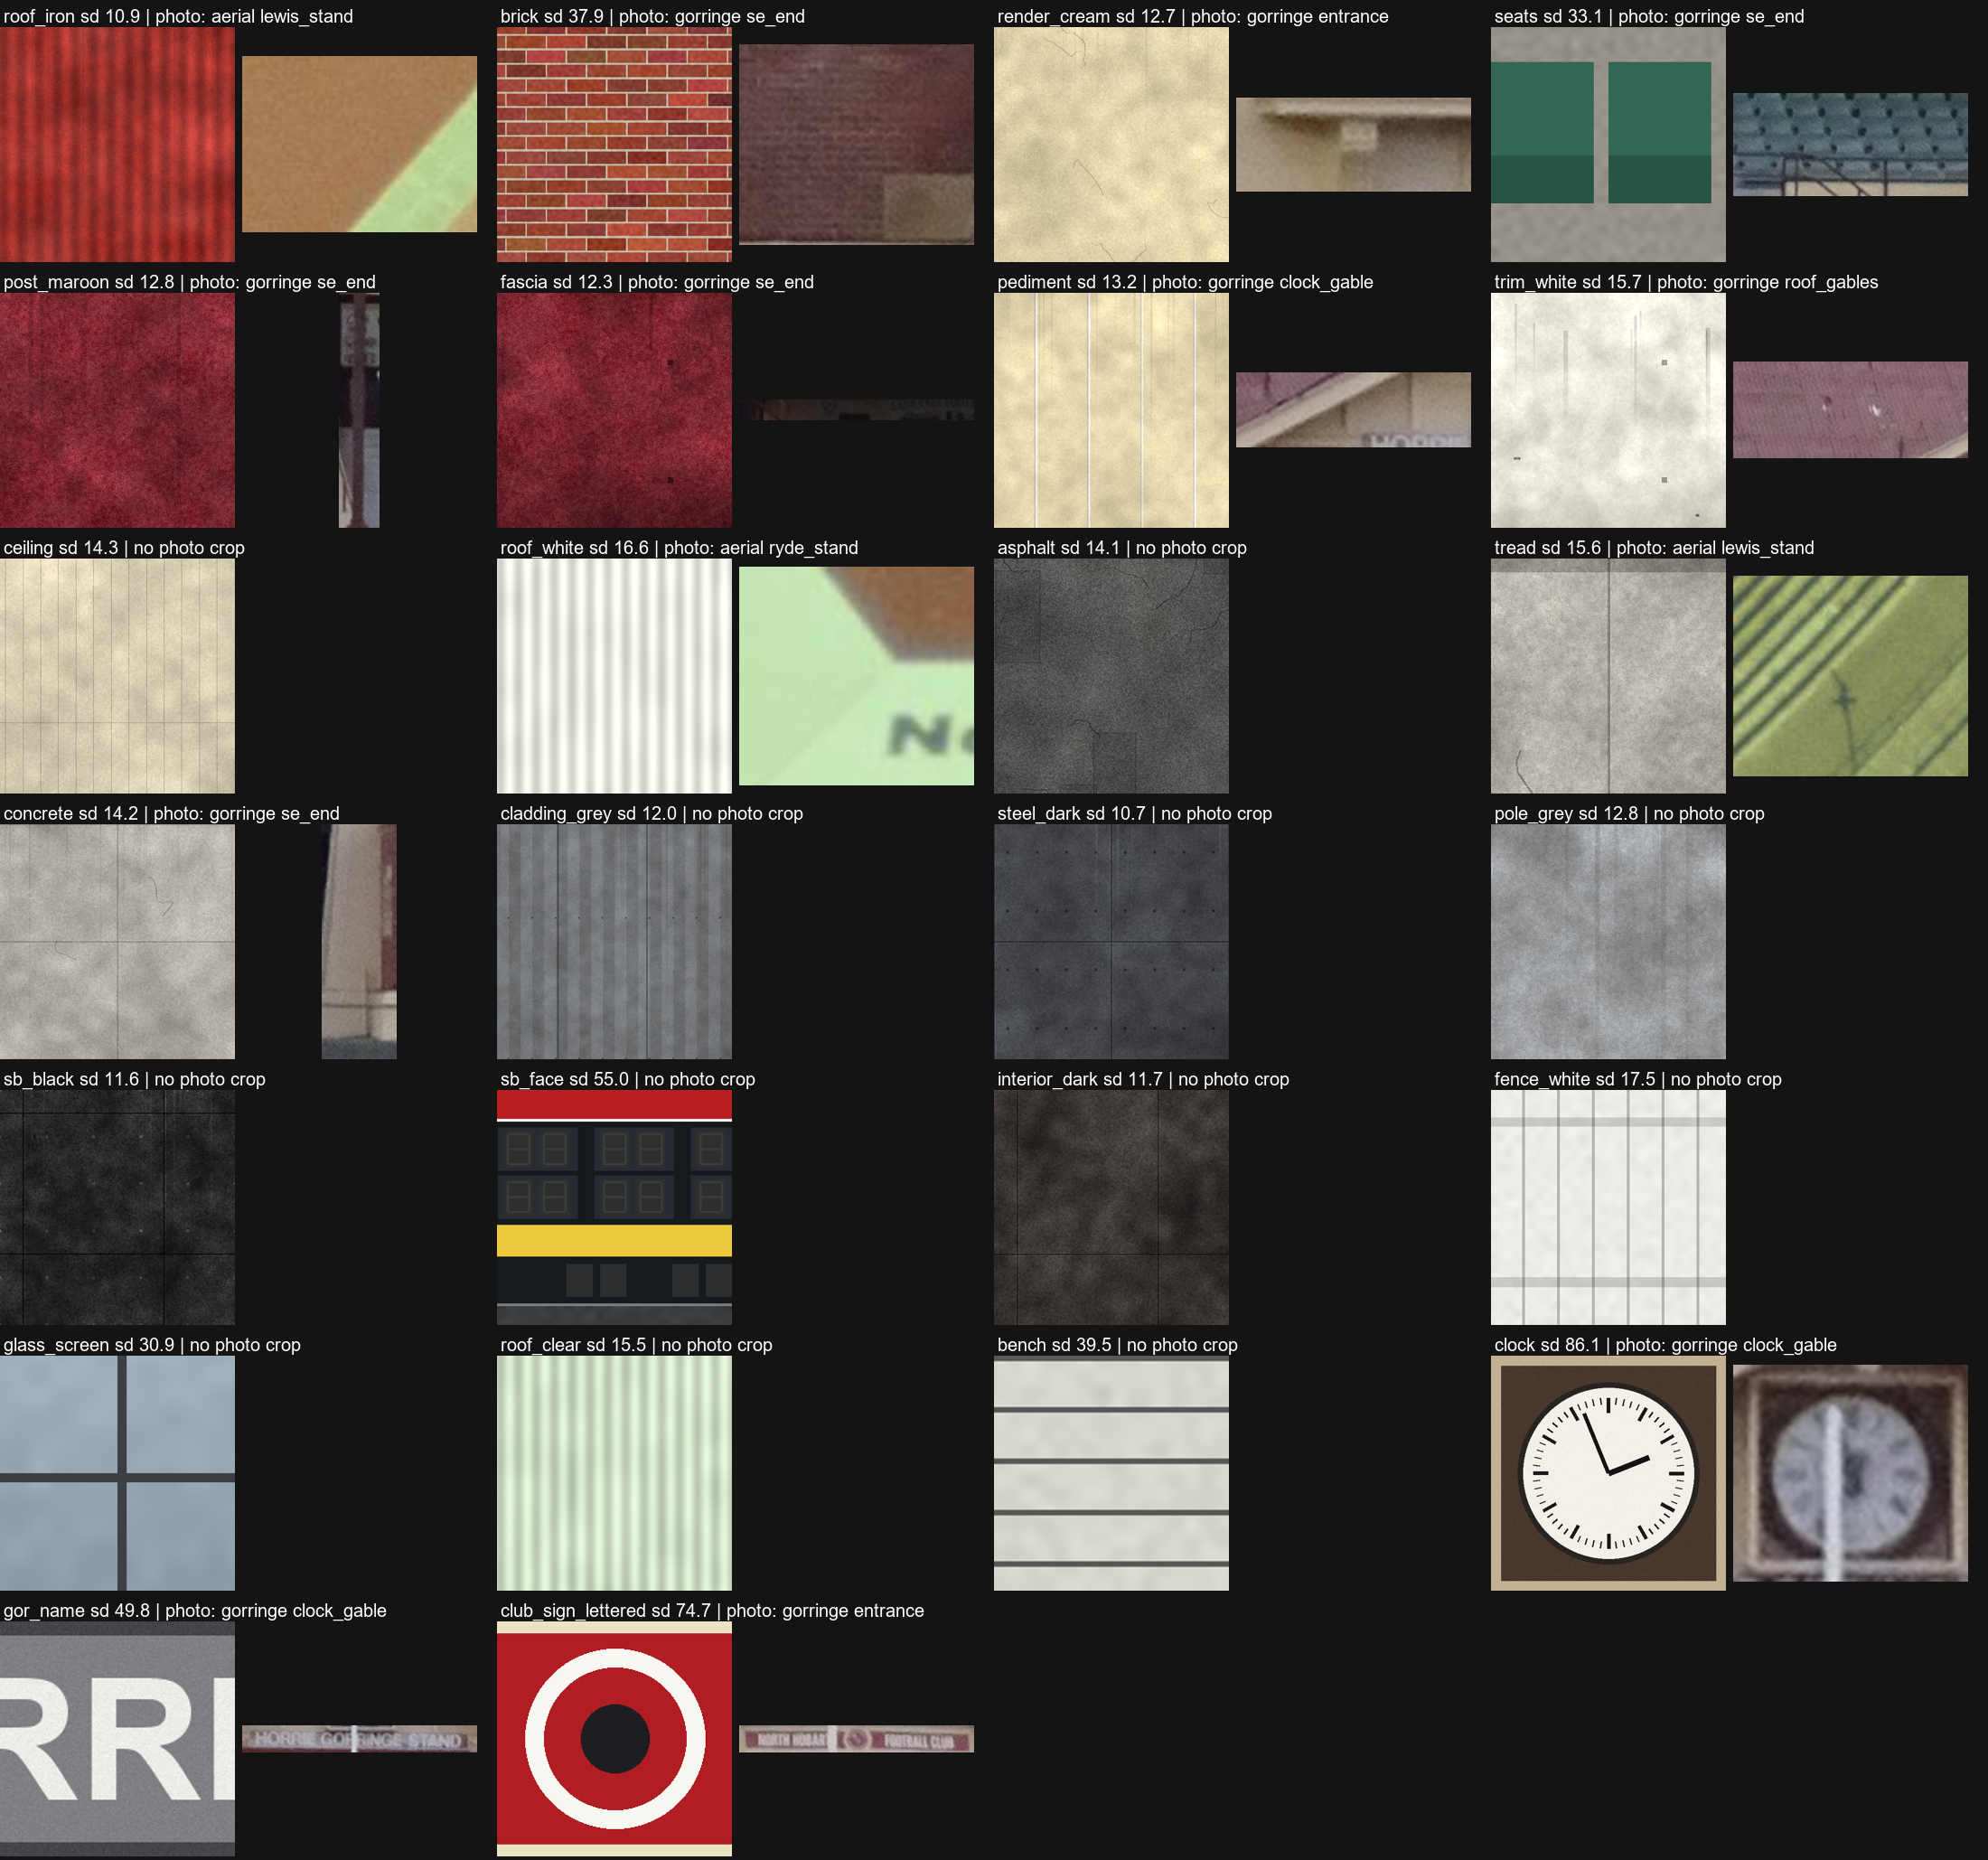 roof_iron sd 10.9 | photo: aerial lewis_stand
brick sd 37.9 | photo: gorringe se_end
render_cream sd 12.7 | photo: gorringe entrance
seats sd 33.1 | photo: gorringe se_end
post_maroon sd 12.8 | photo: gorringe se_end
fascia sd 12.3 | photo: gorringe se_end
pediment sd 13.2 | photo: gorringe clock_gable
trim_white sd 15.7 | photo: gorringe roof_gables
HORRIE
ceiling sd 14.3 | no photo crop
roof_white sd 16.6 | photo: aerial ryde_stand
asphalt sd 14.1 | no photo crop
tread sd 15.6 | photo: aerial lewis_stand
No
concrete sd 14.2 | photo: gorringe se_end
cladding_grey sd 12.0 | no photo crop
steel_dark sd 10.7 | no photo crop
pole_grey sd 12.8 | no photo crop
sb_black sd 11.6 | no photo crop
sb_face sd 55.0 | no photo crop
interior_dark sd 11.7 | no photo crop
fence_white sd 17.5 | no photo crop
glass_screen sd 30.9 | no photo crop
roof_clear sd 15.5 | no photo crop
bench sd 39.5 | no photo crop
clock sd 86.1 | photo: gorringe clock_gable
gor_name sd 49.8 | photo: gorringe clock_gable
club_sign_lettered sd 74.7 | photo: gorringe entrance
RRI
HORRIE GORRINGE STAND
NORTH HOBART FOOTBALL CLUB